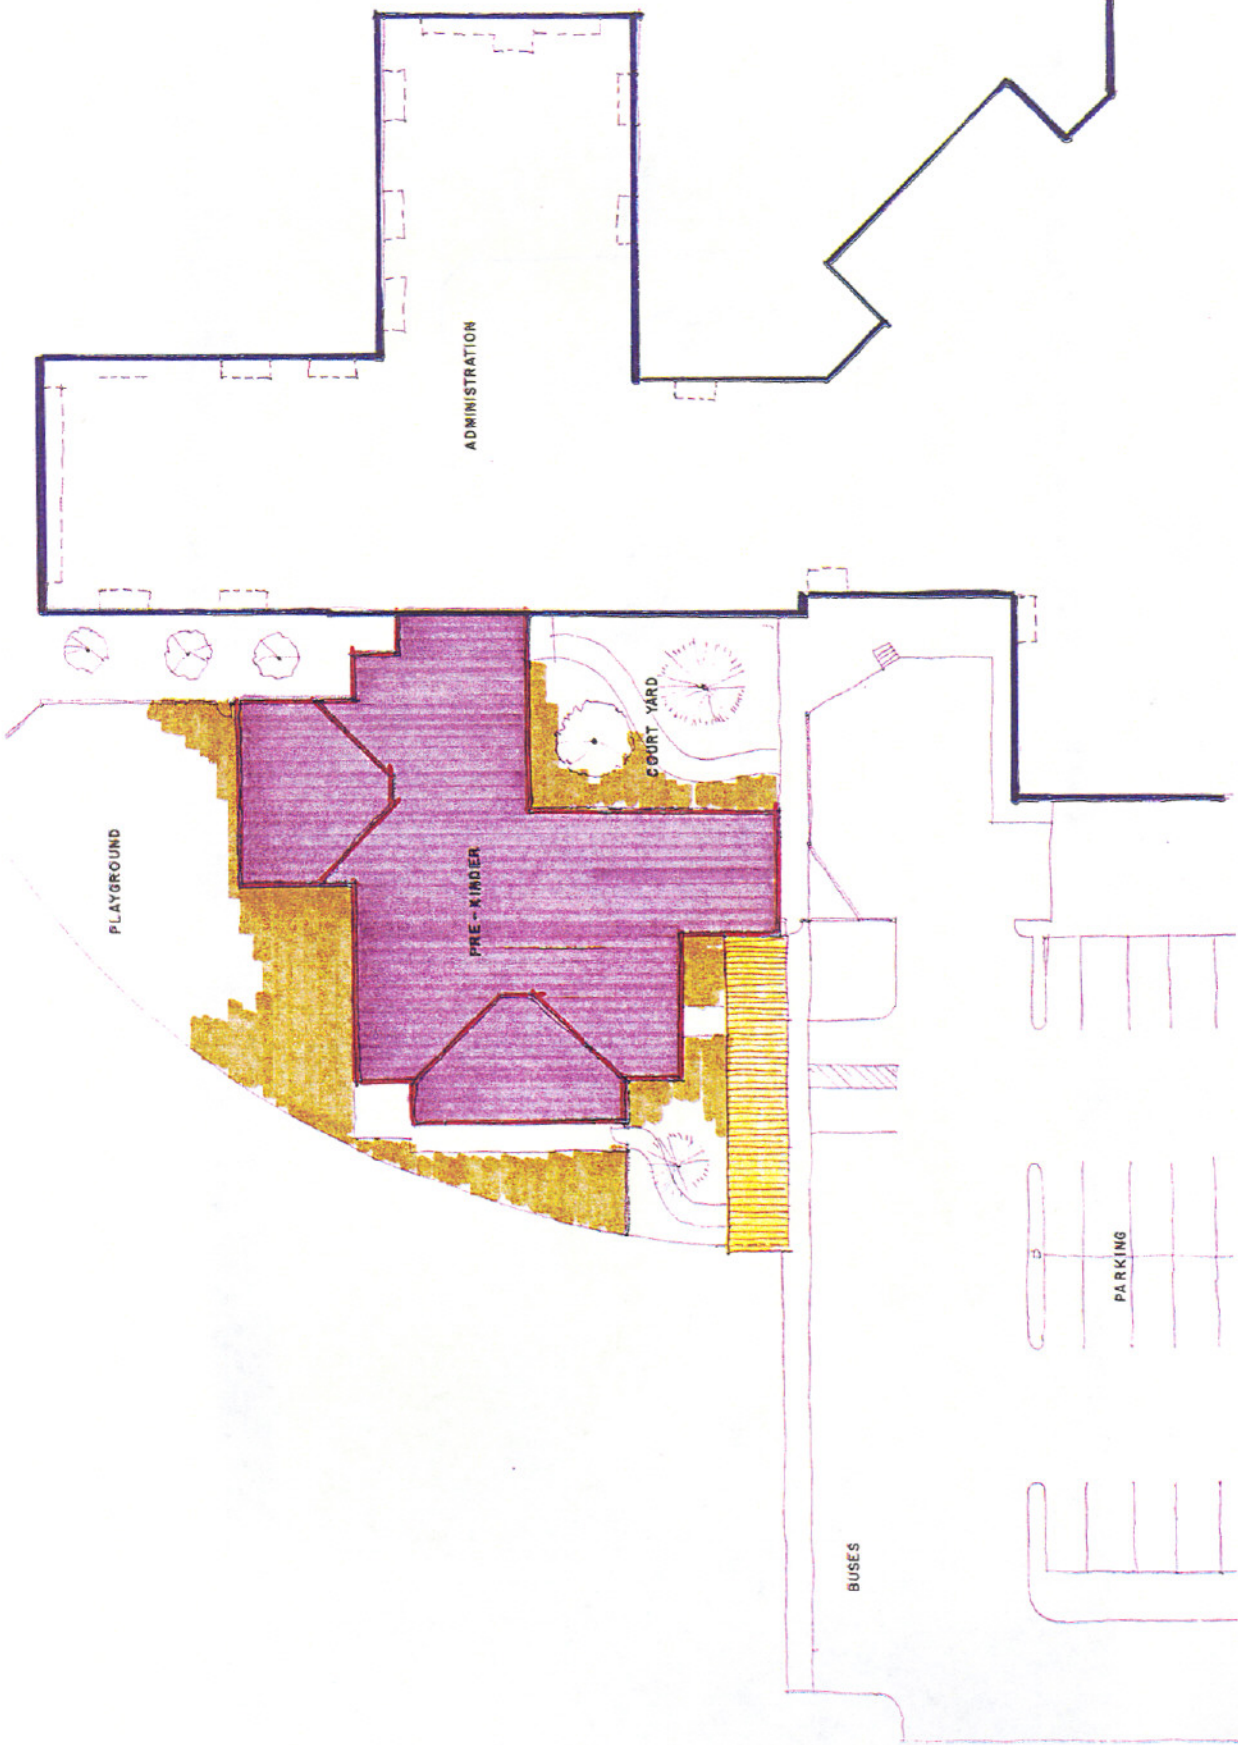 ADMINISTRATION
PLAYGROUND
COURT YARD
PRE-KINDER
PARKING
BUSES